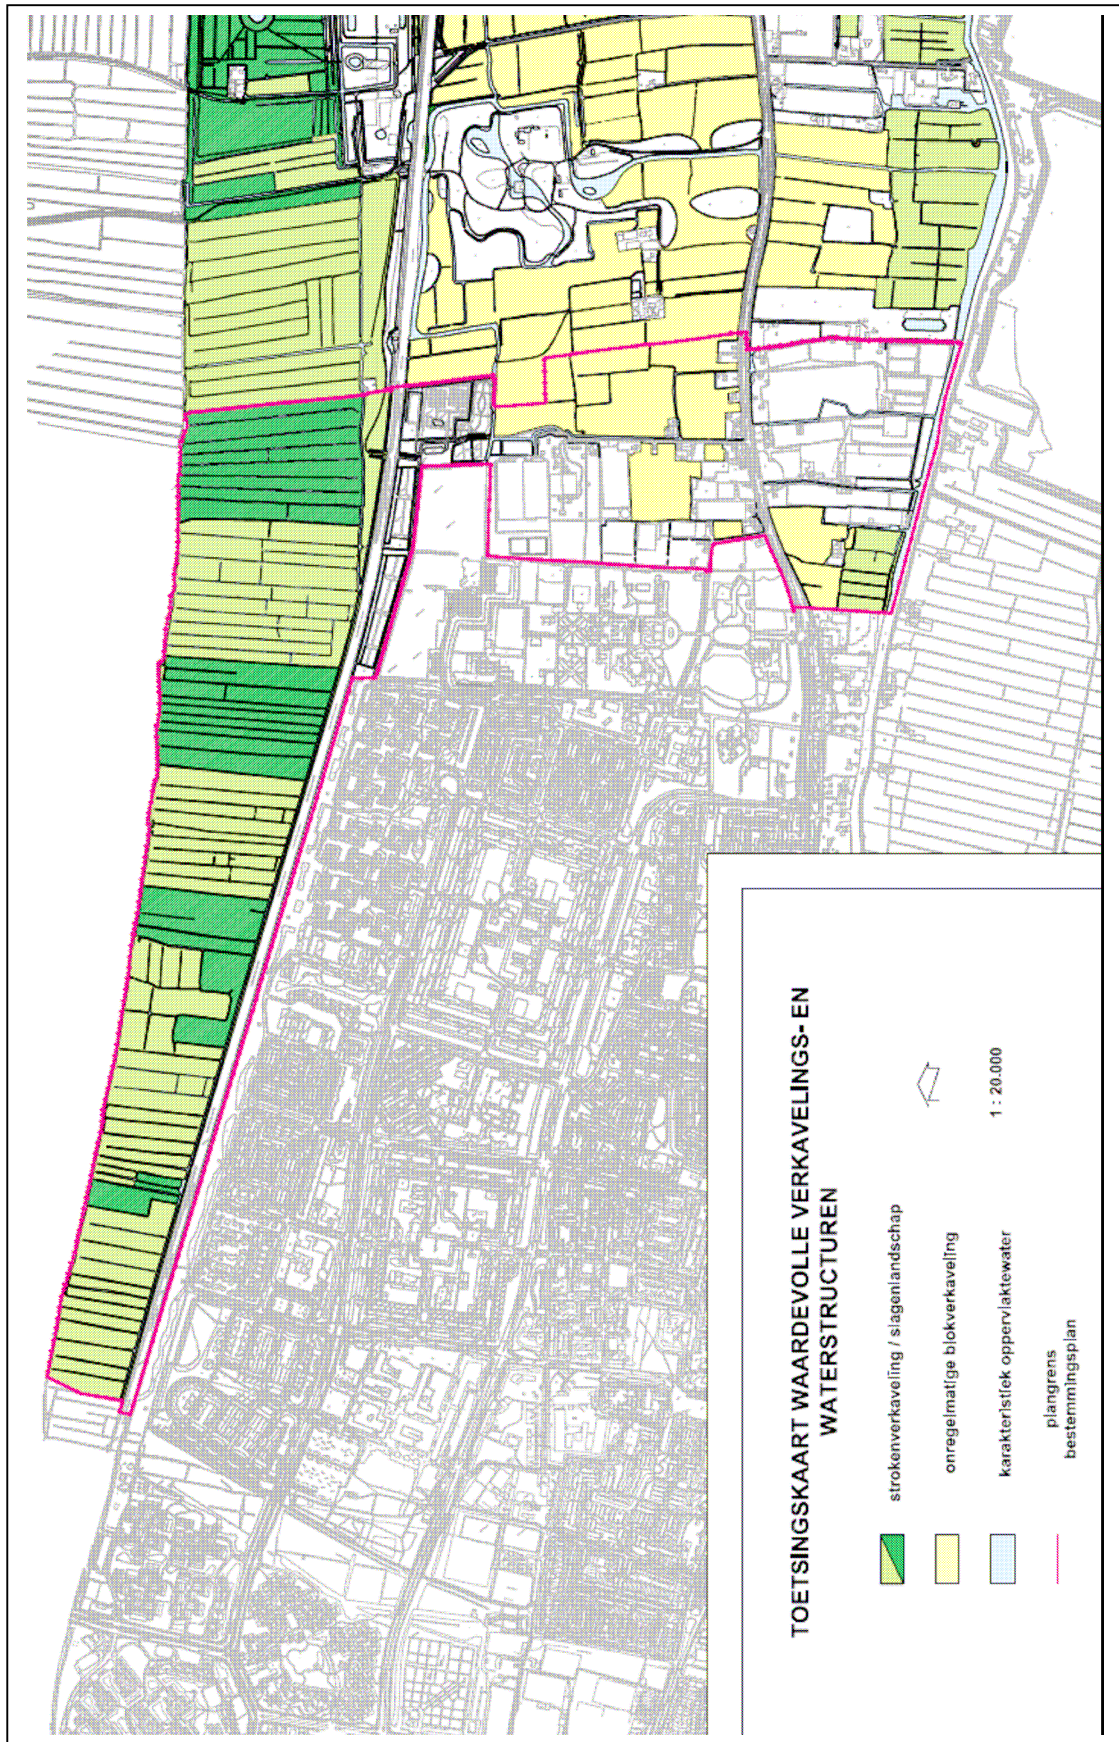 TOETSINGSKAART WAARDEVOLLE VERKAVELINGS- EN
WATERSTRUCTUREN
strokenverkaveling / slagenlandschap
onregelmatige blokverkaveling
karakteristiek oppervlaktewater
plangrens
bestemmingsplan
1 : 20.000